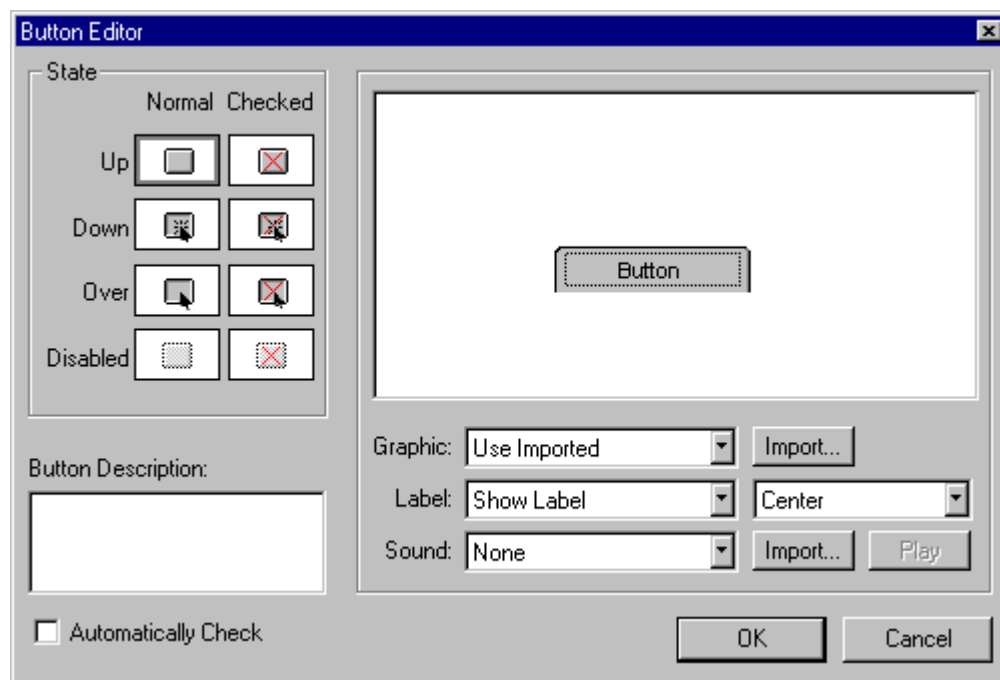 Button Editor
State
Normal Checked
Up
Down
Over
Disabled
Button Description:
Automatically Check
Button
Graphic: Use Imported Import...
Label: Show Label Center
Sound: None Import... Play
OK Cancel